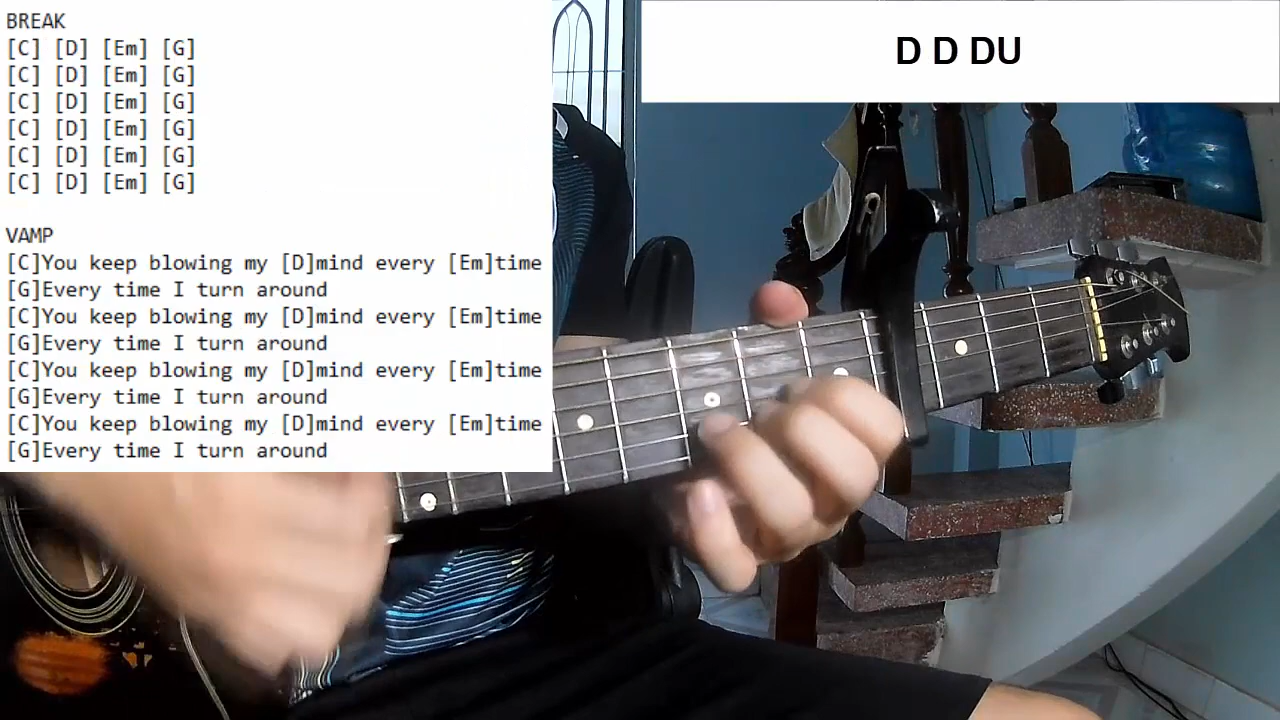 BREAK
[C] [D] [Em] [G]
[C] [D] [Em] [G]
[C] [D] [Em] [G]
[C] [D] [Em] [G]
[C] [D] [Em] [G]
[C] [D] [Em] [G]
VAMP
[C]You keep blowing my [D]mind every [Em]time
[G]Every time I turn around
[C]You keep blowing my [D]mind every [Em]time
[G]Every time I turn around
[C]You keep blowing my [D]mind every [Em]time
[G]Every time I turn around
[C]You keep blowing my [D]mind every [Em]time
[G]Every time I turn around
D D DU